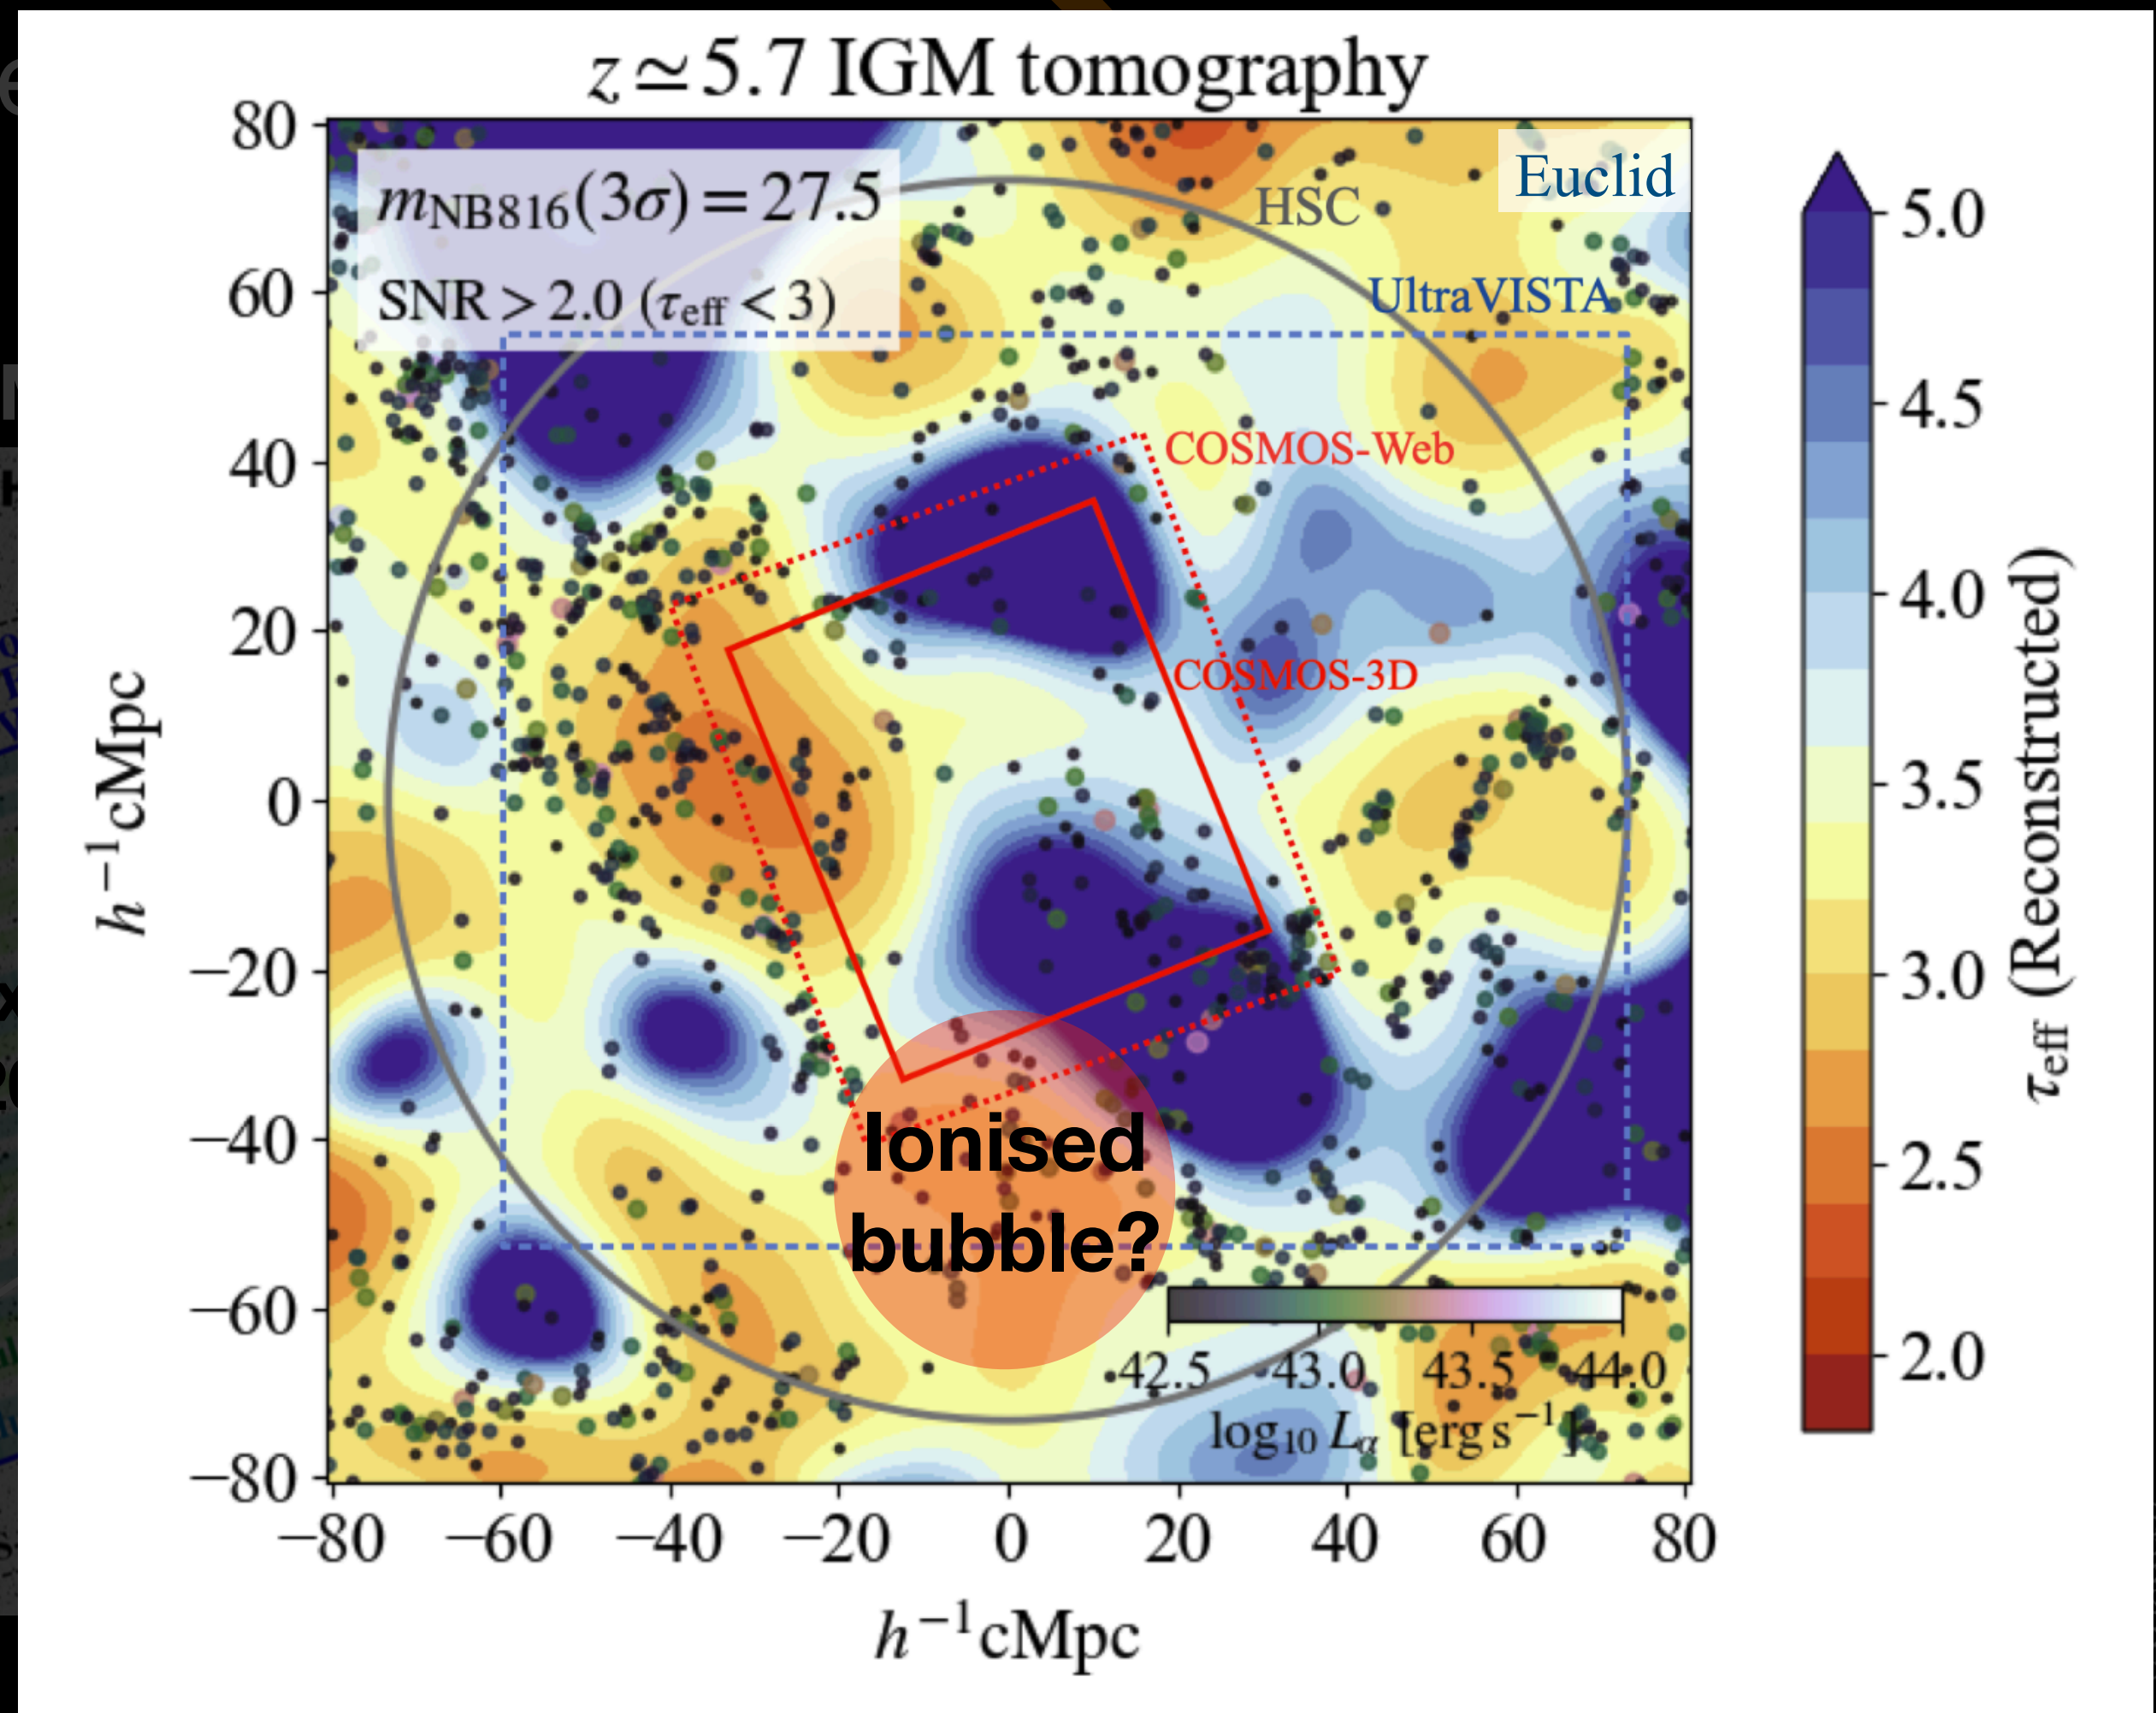 z≃5.7 IGM tomography
m_NB816(3σ) = 27.5
SNR > 2.0 (τ_eff < 3)
Euclid
HSC
UltraVISTA
COSMOS-Web
COSMOS-3D
Ionised
bubble?
80
60
40
20
0
−20
−40
−60
−80
h⁻¹cMpc
−80 −60 −40 −20 0 20 40 60 80
h⁻¹cMpc
42.5 43.0 43.5 44.0
log₁₀ L_α [erg s⁻¹]
5.0
4.5
4.0
3.5
3.0
2.5
2.0
τ_eff (Reconstructed)